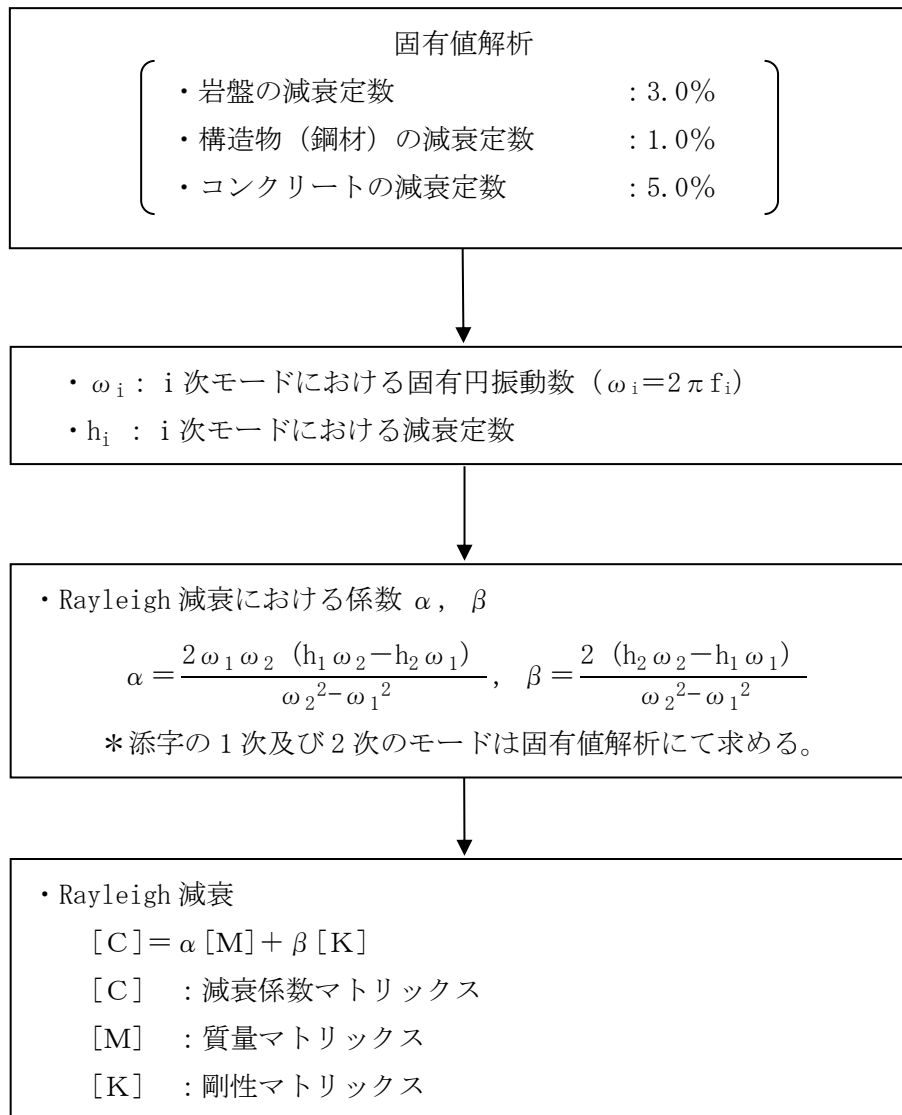 固有値解析
・岩盤の減衰定数 :3.0%
・構造物(鋼材)の減衰定数 :1.0%
・コンクリートの減衰定数 :5.0%
・ωi: i次モードにおける固有円振動数(ωi=2πfi)
・hi : i次モードにおける減衰定数
・Rayleigh減衰における係数 α, β
α=2ω1ω2 (h1ω2−h2ω1)/ω2²−ω1², β=2 (h2ω2−h1ω1)/ω2²−ω1²
*添字の1次及び2次のモードは固有値解析にて求める。
・Rayleigh減衰
[C]=α[M]+β[K]
[C] :減衰係数マトリックス
[M] :質量マトリックス
[K] :剛性マトリックス